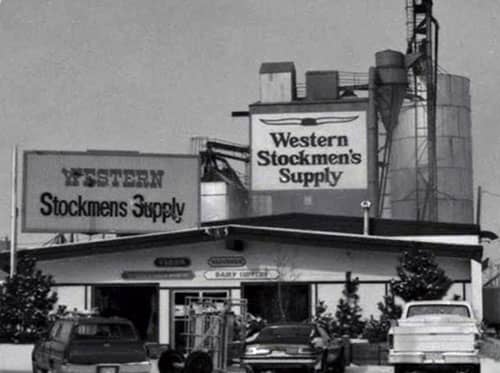 WESTERN
Stockmens Supply
Western
Stockmen's
Supply
DAIRY SUPPLIES